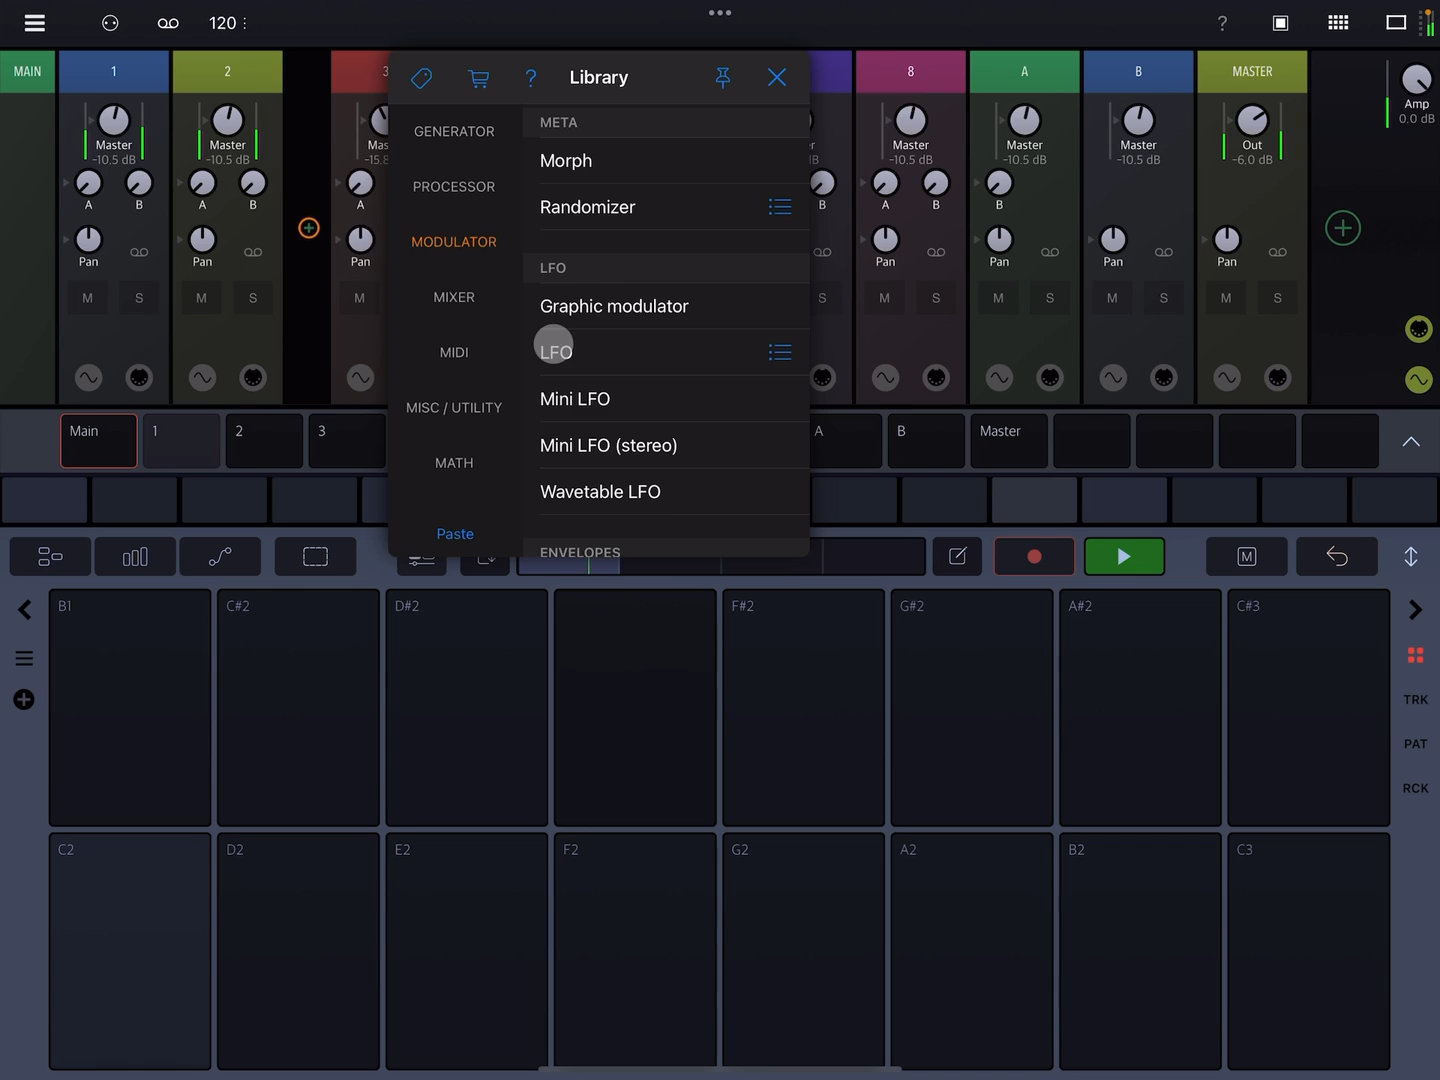 120
?
MAIN
1
2
3
8
A
B
MASTER
Master
-10.5 dB
Master
-10.5 dB
Mas
-15.8
Master
-10.5 dB
Master
-10.5 dB
Master
-10.5 dB
Out
-6.0 dB
Amp
0.0 dB
A B
A B
A
B
A B
B
Pan
Pan
Pan
Pan
Pan
Pan
Pan
M S
M S
M
S
M S
M S
M S
M S
?
Library
GENERATOR
PROCESSOR
MODULATOR
MIXER
MIDI
MISC / UTILITY
MATH
Paste
META
Morph
Randomizer
LFO
Graphic modulator
LFO
Mini LFO
Mini LFO (stereo)
Wavetable LFO
ENVELOPES
Main
1
2
3
A
B
Master
M
B1
C#2
D#2
F#2
G#2
A#2
C#3
TRK
PAT
RCK
C2
D2
E2
F2
G2
A2
B2
C3